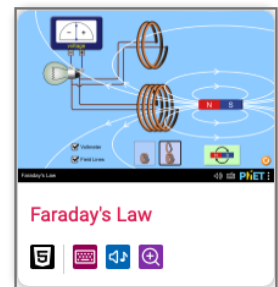 voltage
N S
Voltmeter
Field Lines
Faraday's Law
PhET
Faraday's Law
5